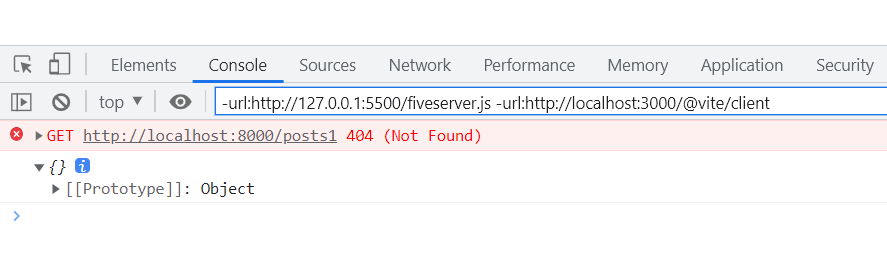 Elements Console Sources Network Performance Memory Application Security
top ▼ -url:http://127.0.0.1:5500/fiveserver.js -url:http://localhost:3000/@vite/client
▶GET http://localhost:8000/posts1 404 (Not Found)
▼{} i
▶[[Prototype]]: Object
>